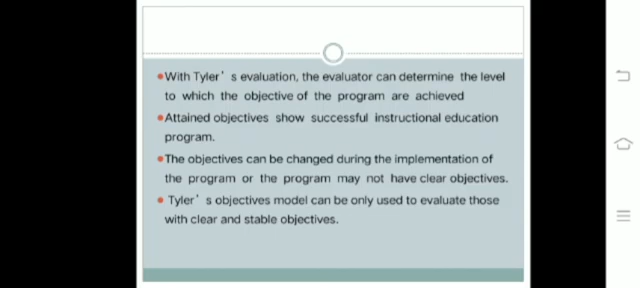 With Tyler's evaluation, the evaluator can determine the level
to which the objective of the program are achieved
Attained objectives show successful instructional education
program.
The objectives can be changed during the implementation of
the program or the program may not have clear objectives.
Tyler's objectives model can be only used to evaluate those
with clear and stable objectives.